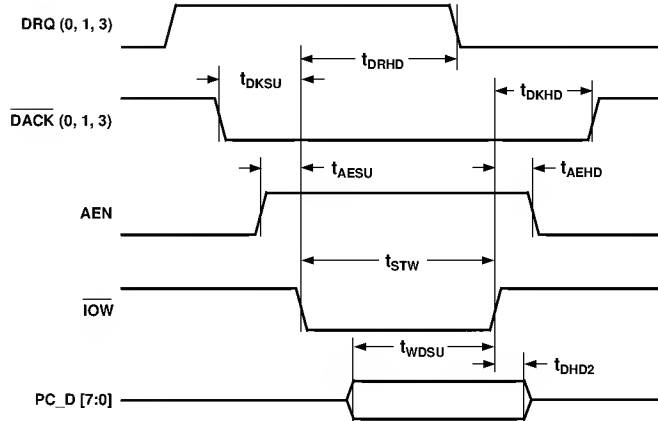 DRQ (0, 1, 3)
tDRHD
tDKSU
tDKHD
DACK (0, 1, 3)
tAESU
tAEHD
AEN
tSTW
IOW
tWDSU
tDHD2
PC_D [7:0]